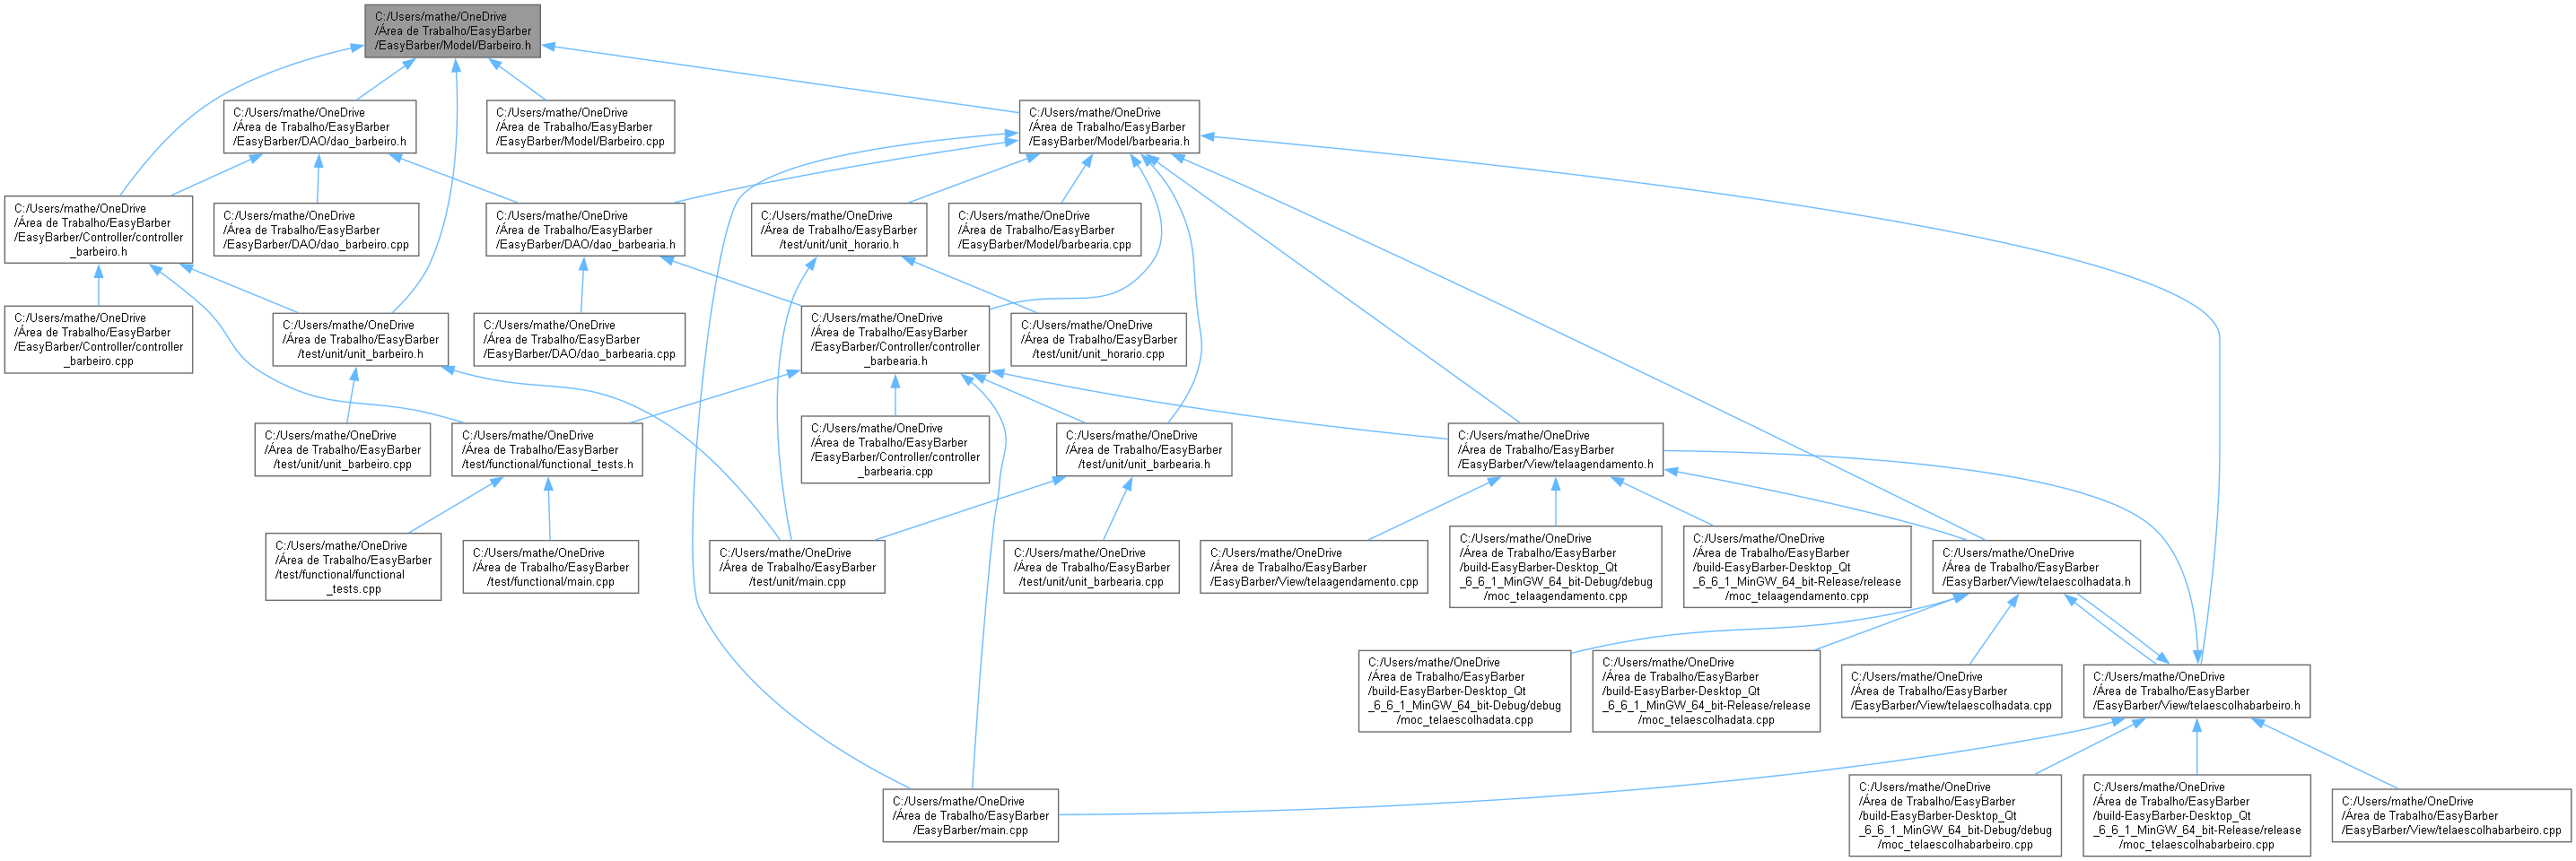 C:/Users/mathe/OneDrive
/Área de Trabalho/EasyBarber
/EasyBarber/Model/Barbeiro.h
C:/Users/mathe/OneDrive
/Área de Trabalho/EasyBarber
/EasyBarber/DAO/dao_barbeiro.h
C:/Users/mathe/OneDrive
/Área de Trabalho/EasyBarber
/EasyBarber/Model/Barbeiro.cpp
C:/Users/mathe/OneDrive
/Área de Trabalho/EasyBarber
/EasyBarber/Model/barbearia.h
C:/Users/mathe/OneDrive
/Área de Trabalho/EasyBarber
/EasyBarber/Controller/controller
_barbeiro.h
C:/Users/mathe/OneDrive
/Área de Trabalho/EasyBarber
/EasyBarber/DAO/dao_barbeiro.cpp
C:/Users/mathe/OneDrive
/Área de Trabalho/EasyBarber
/EasyBarber/DAO/dao_barbearia.h
C:/Users/mathe/OneDrive
/Área de Trabalho/EasyBarber
/test/unit/unit_horario.h
C:/Users/mathe/OneDrive
/Área de Trabalho/EasyBarber
/EasyBarber/Model/barbearia.cpp
C:/Users/mathe/OneDrive
/Área de Trabalho/EasyBarber
/EasyBarber/Controller/controller
_barbeiro.cpp
C:/Users/mathe/OneDrive
/Área de Trabalho/EasyBarber
/test/unit/unit_barbeiro.h
C:/Users/mathe/OneDrive
/Área de Trabalho/EasyBarber
/EasyBarber/DAO/dao_barbearia.cpp
C:/Users/mathe/OneDrive
/Área de Trabalho/EasyBarber
/EasyBarber/Controller/controller
_barbearia.h
C:/Users/mathe/OneDrive
/Área de Trabalho/EasyBarber
/test/unit/unit_horario.cpp
C:/Users/mathe/OneDrive
/Área de Trabalho/EasyBarber
/test/unit/unit_barbeiro.cpp
C:/Users/mathe/OneDrive
/Área de Trabalho/EasyBarber
/test/functional/functional_tests.h
C:/Users/mathe/OneDrive
/Área de Trabalho/EasyBarber
/EasyBarber/Controller/controller
_barbearia.cpp
C:/Users/mathe/OneDrive
/Área de Trabalho/EasyBarber
/test/unit/unit_barbearia.h
C:/Users/mathe/OneDrive
/Área de Trabalho/EasyBarber
/EasyBarber/View/telaagendamento.h
C:/Users/mathe/OneDrive
/Área de Trabalho/EasyBarber
/test/functional/functional
_tests.cpp
C:/Users/mathe/OneDrive
/Área de Trabalho/EasyBarber
/test/functional/main.cpp
C:/Users/mathe/OneDrive
/Área de Trabalho/EasyBarber
/test/unit/main.cpp
C:/Users/mathe/OneDrive
/Área de Trabalho/EasyBarber
/test/unit/unit_barbearia.cpp
C:/Users/mathe/OneDrive
/Área de Trabalho/EasyBarber
/EasyBarber/View/telaagendamento.cpp
C:/Users/mathe/OneDrive
/Área de Trabalho/EasyBarber
/build-EasyBarber-Desktop_Qt
_6_6_1_MinGW_64_bit-Debug/debug
/moc_telaagendamento.cpp
C:/Users/mathe/OneDrive
/Área de Trabalho/EasyBarber
/build-EasyBarber-Desktop_Qt
_6_6_1_MinGW_64_bit-Release/release
/moc_telaagendamento.cpp
C:/Users/mathe/OneDrive
/Área de Trabalho/EasyBarber
/EasyBarber/View/telaescolhadata.h
C:/Users/mathe/OneDrive
/Área de Trabalho/EasyBarber
/build-EasyBarber-Desktop_Qt
_6_6_1_MinGW_64_bit-Debug/debug
/moc_telaescolhadata.cpp
C:/Users/mathe/OneDrive
/Área de Trabalho/EasyBarber
/build-EasyBarber-Desktop_Qt
_6_6_1_MinGW_64_bit-Release/release
/moc_telaescolhadata.cpp
C:/Users/mathe/OneDrive
/Área de Trabalho/EasyBarber
/EasyBarber/View/telaescolhadata.cpp
C:/Users/mathe/OneDrive
/Área de Trabalho/EasyBarber
/EasyBarber/View/telaescolhabarbeiro.h
C:/Users/mathe/OneDrive
/Área de Trabalho/EasyBarber
/EasyBarber/main.cpp
C:/Users/mathe/OneDrive
/Área de Trabalho/EasyBarber
/build-EasyBarber-Desktop_Qt
_6_6_1_MinGW_64_bit-Debug/debug
/moc_telaescolhabarbeiro.cpp
C:/Users/mathe/OneDrive
/Área de Trabalho/EasyBarber
/build-EasyBarber-Desktop_Qt
_6_6_1_MinGW_64_bit-Release/release
/moc_telaescolhabarbeiro.cpp
C:/Users/mathe/OneDrive
/Área de Trabalho/EasyBarber
/EasyBarber/View/telaescolhabarbeiro.cpp